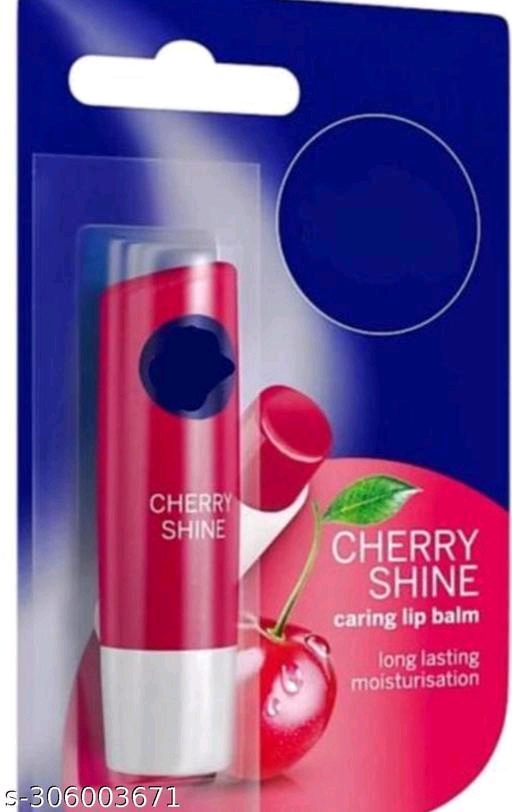 CHERRY
SHINE
CHERRY
SHINE
caring lip balm
long lasting
moisturisation
s-306003671